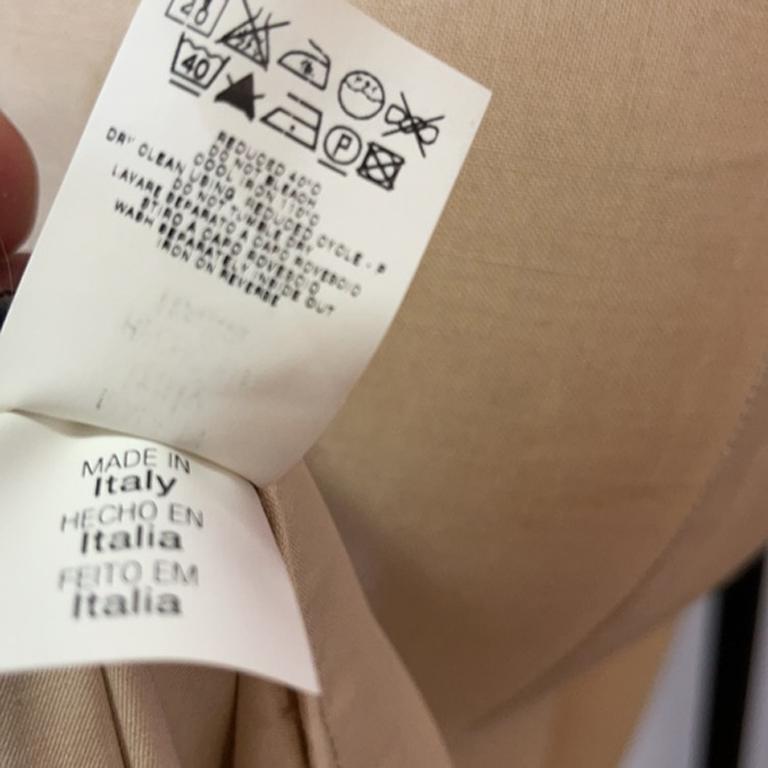 40
P
REDUCED 40°C
DO NOT BLEACH
COOL IRON 110°C
DRY CLEAN USING REDUCED CYCLE - P
DO NOT TUMBLE DRY
LAVARE SEPARATO A CAPO ROVESCIO
STIRO A CAPO ROVESCIO
WASH SEPARATELY INSIDE OUT
IRON ON REVERSE
MADE IN
Italy
HECHO EN
Italia
FEITO EM
Italia